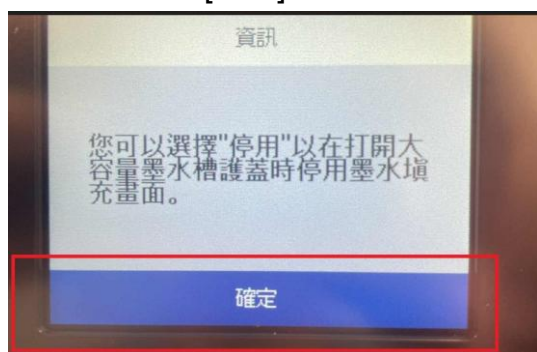 資訊
您可以選擇"停用"以在打開大
容量墨水槽護蓋時停用墨水填
充畫面。
確定